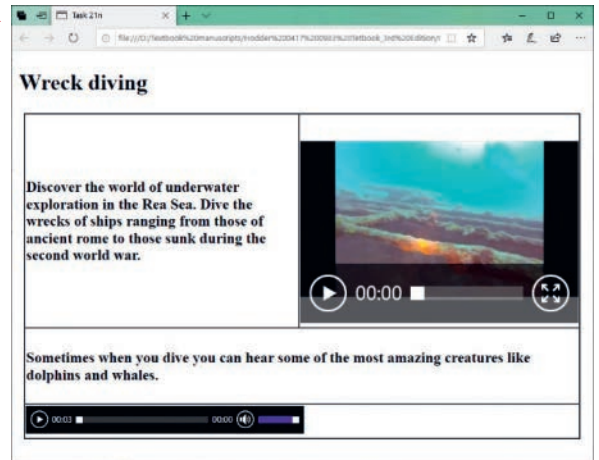 Task 21n
Wreck diving
Discover the world of underwater
exploration in the Rea Sea. Dive the
wrecks of ships ranging from those of
ancient rome to those sunk during the
second world war.
00:00
Sometimes when you dive you can hear some of the most amazing creatures like
dolphins and whales.
00:03 00:00